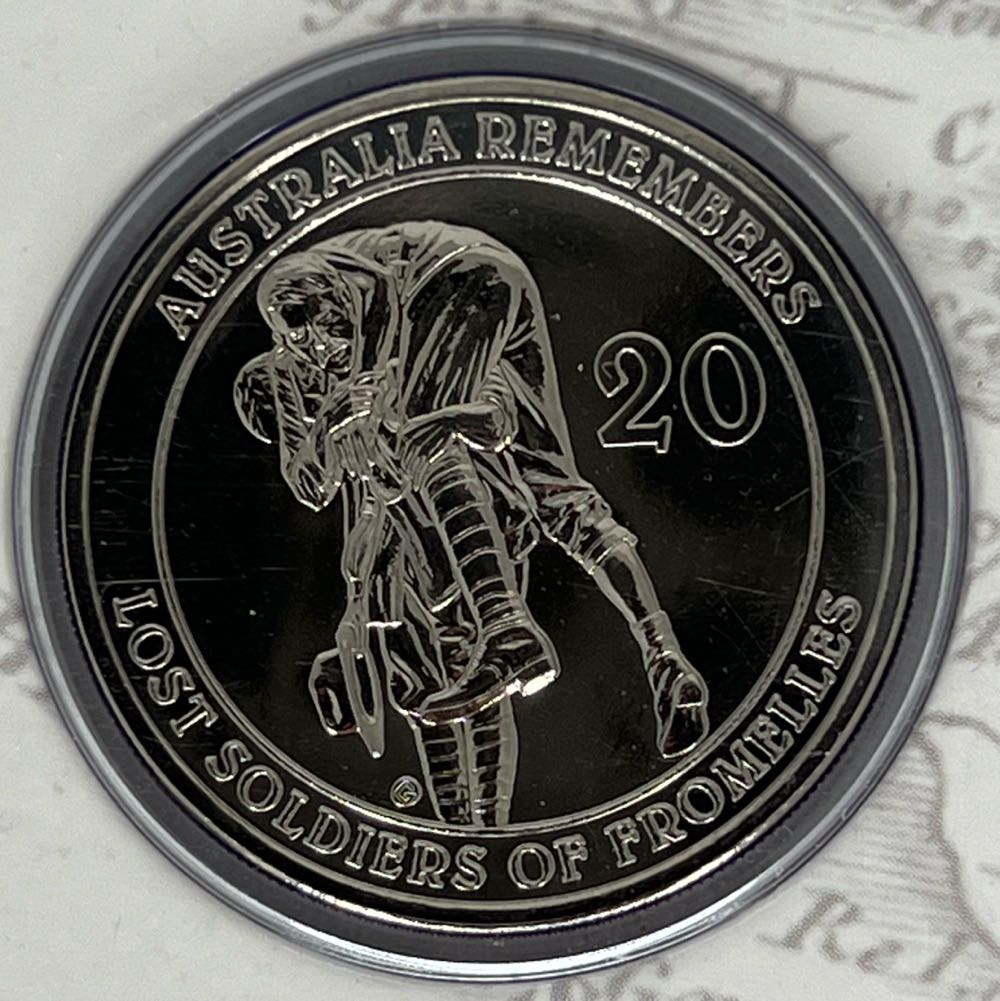 AUSTRALIA REMEMBERS
20
LOST SOLDIERS OF FROMELLES
G